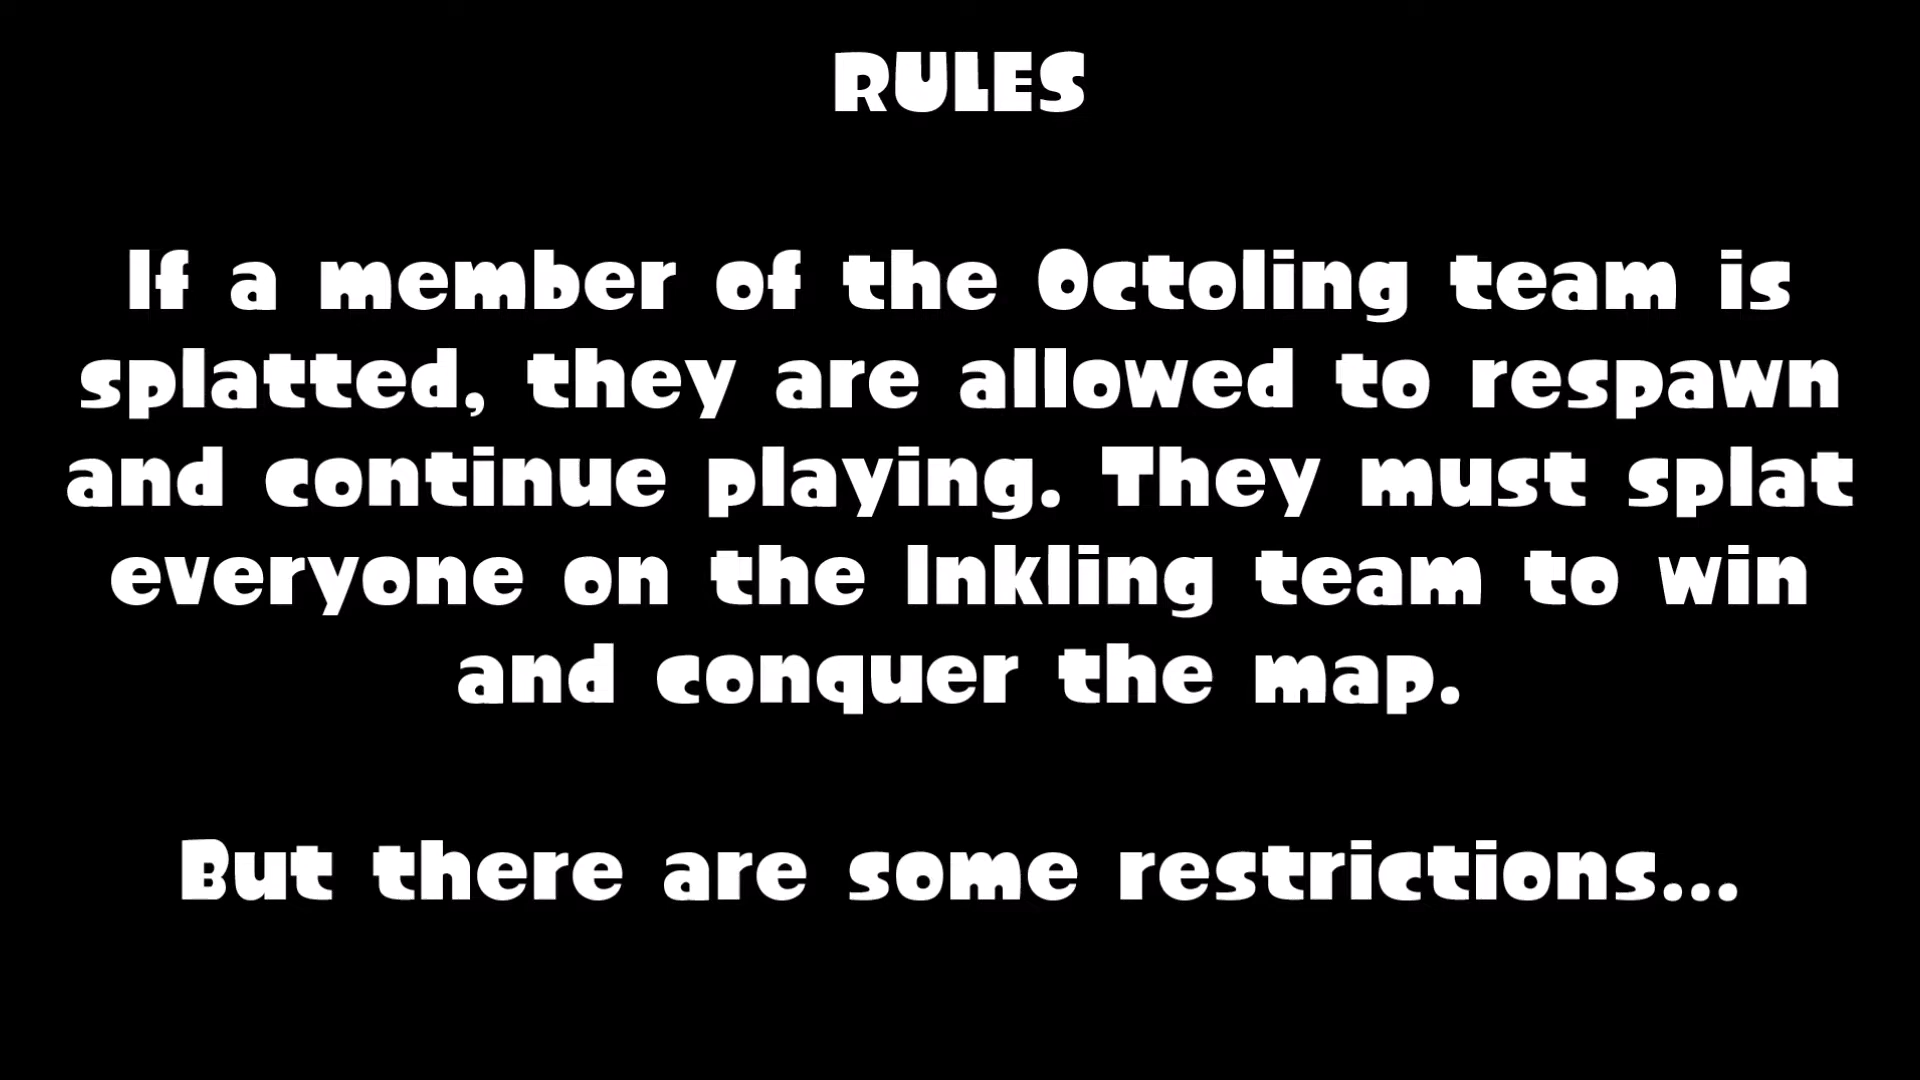 RULES
If a member of the Octoling team is
splatted, they are allowed to respawn
and continue playing. They must splat
everyone on the Inkling team to win
and conquer the map.
But there are some restrictions...